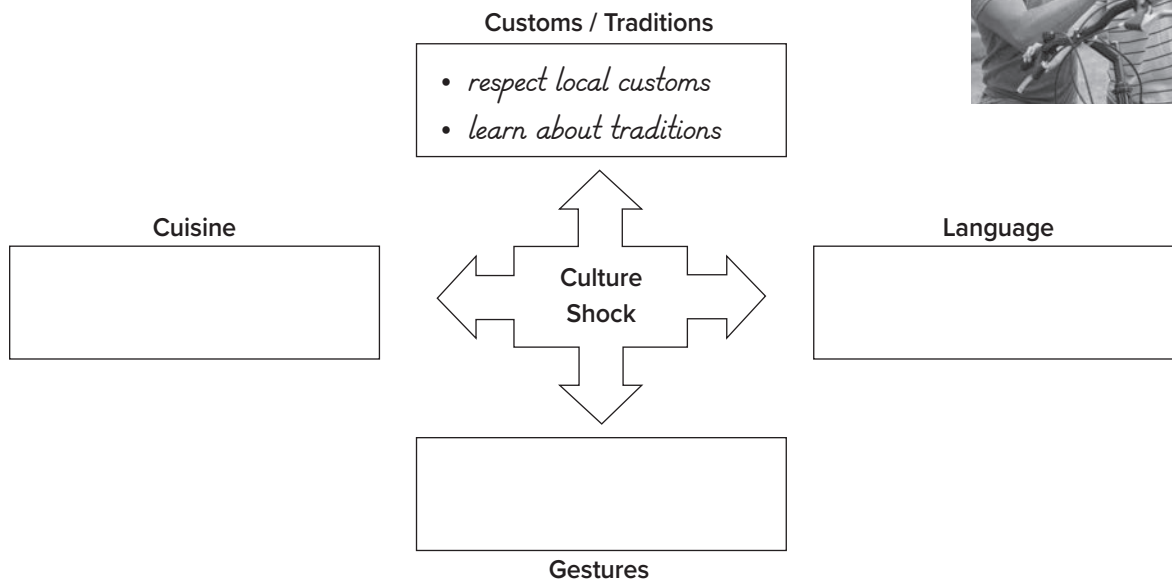 Customs / Traditions
• respect local customs
• learn about traditions
Cuisine
Language
Culture
Shock
Gestures